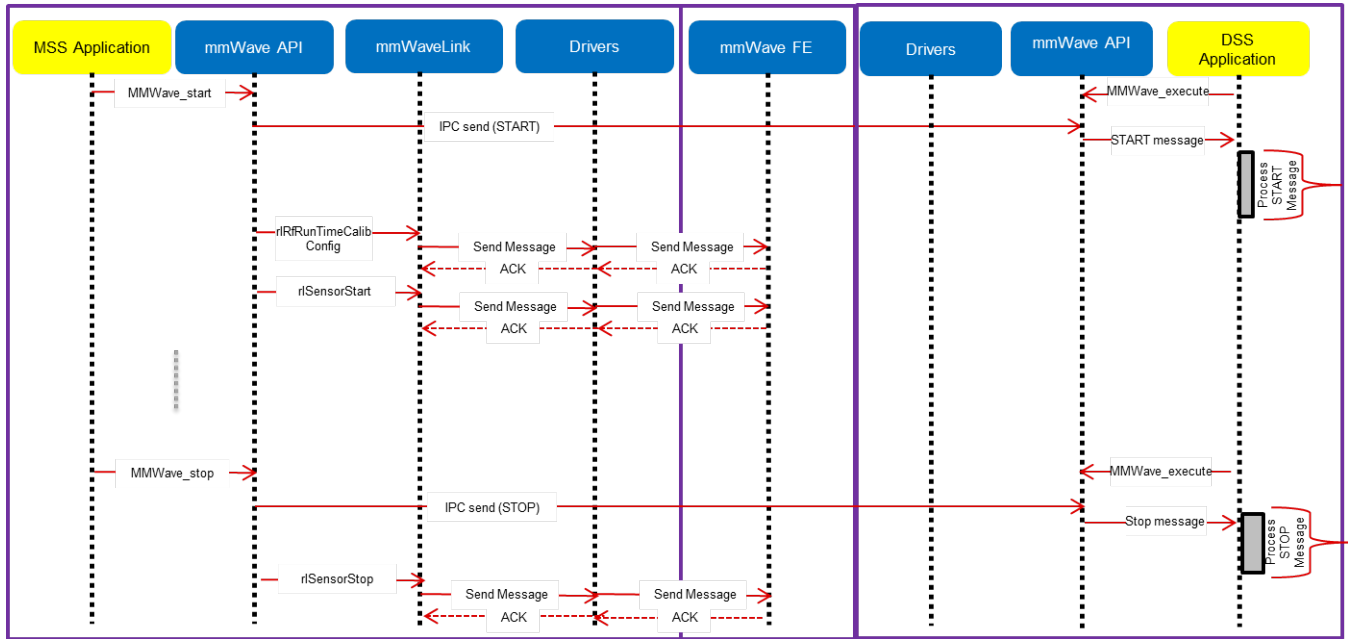 MSS Application
mmWave API
mmWaveLink
Drivers
mmWave FE
Drivers
mmWave API
DSS
Application
MMWave_start
MMWave_execute
IPC send (START)
START message
Process
START
Message
rlRfRunTimeCalib
Config
Send Message
Send Message
ACK
ACK
rlSensorStart
Send Message
Send Message
ACK
ACK
MMWave_stop
MMWave_execute
IPC send (STOP)
Stop message
Process
STOP
Message
rlSensorStop
Send Message
Send Message
ACK
ACK